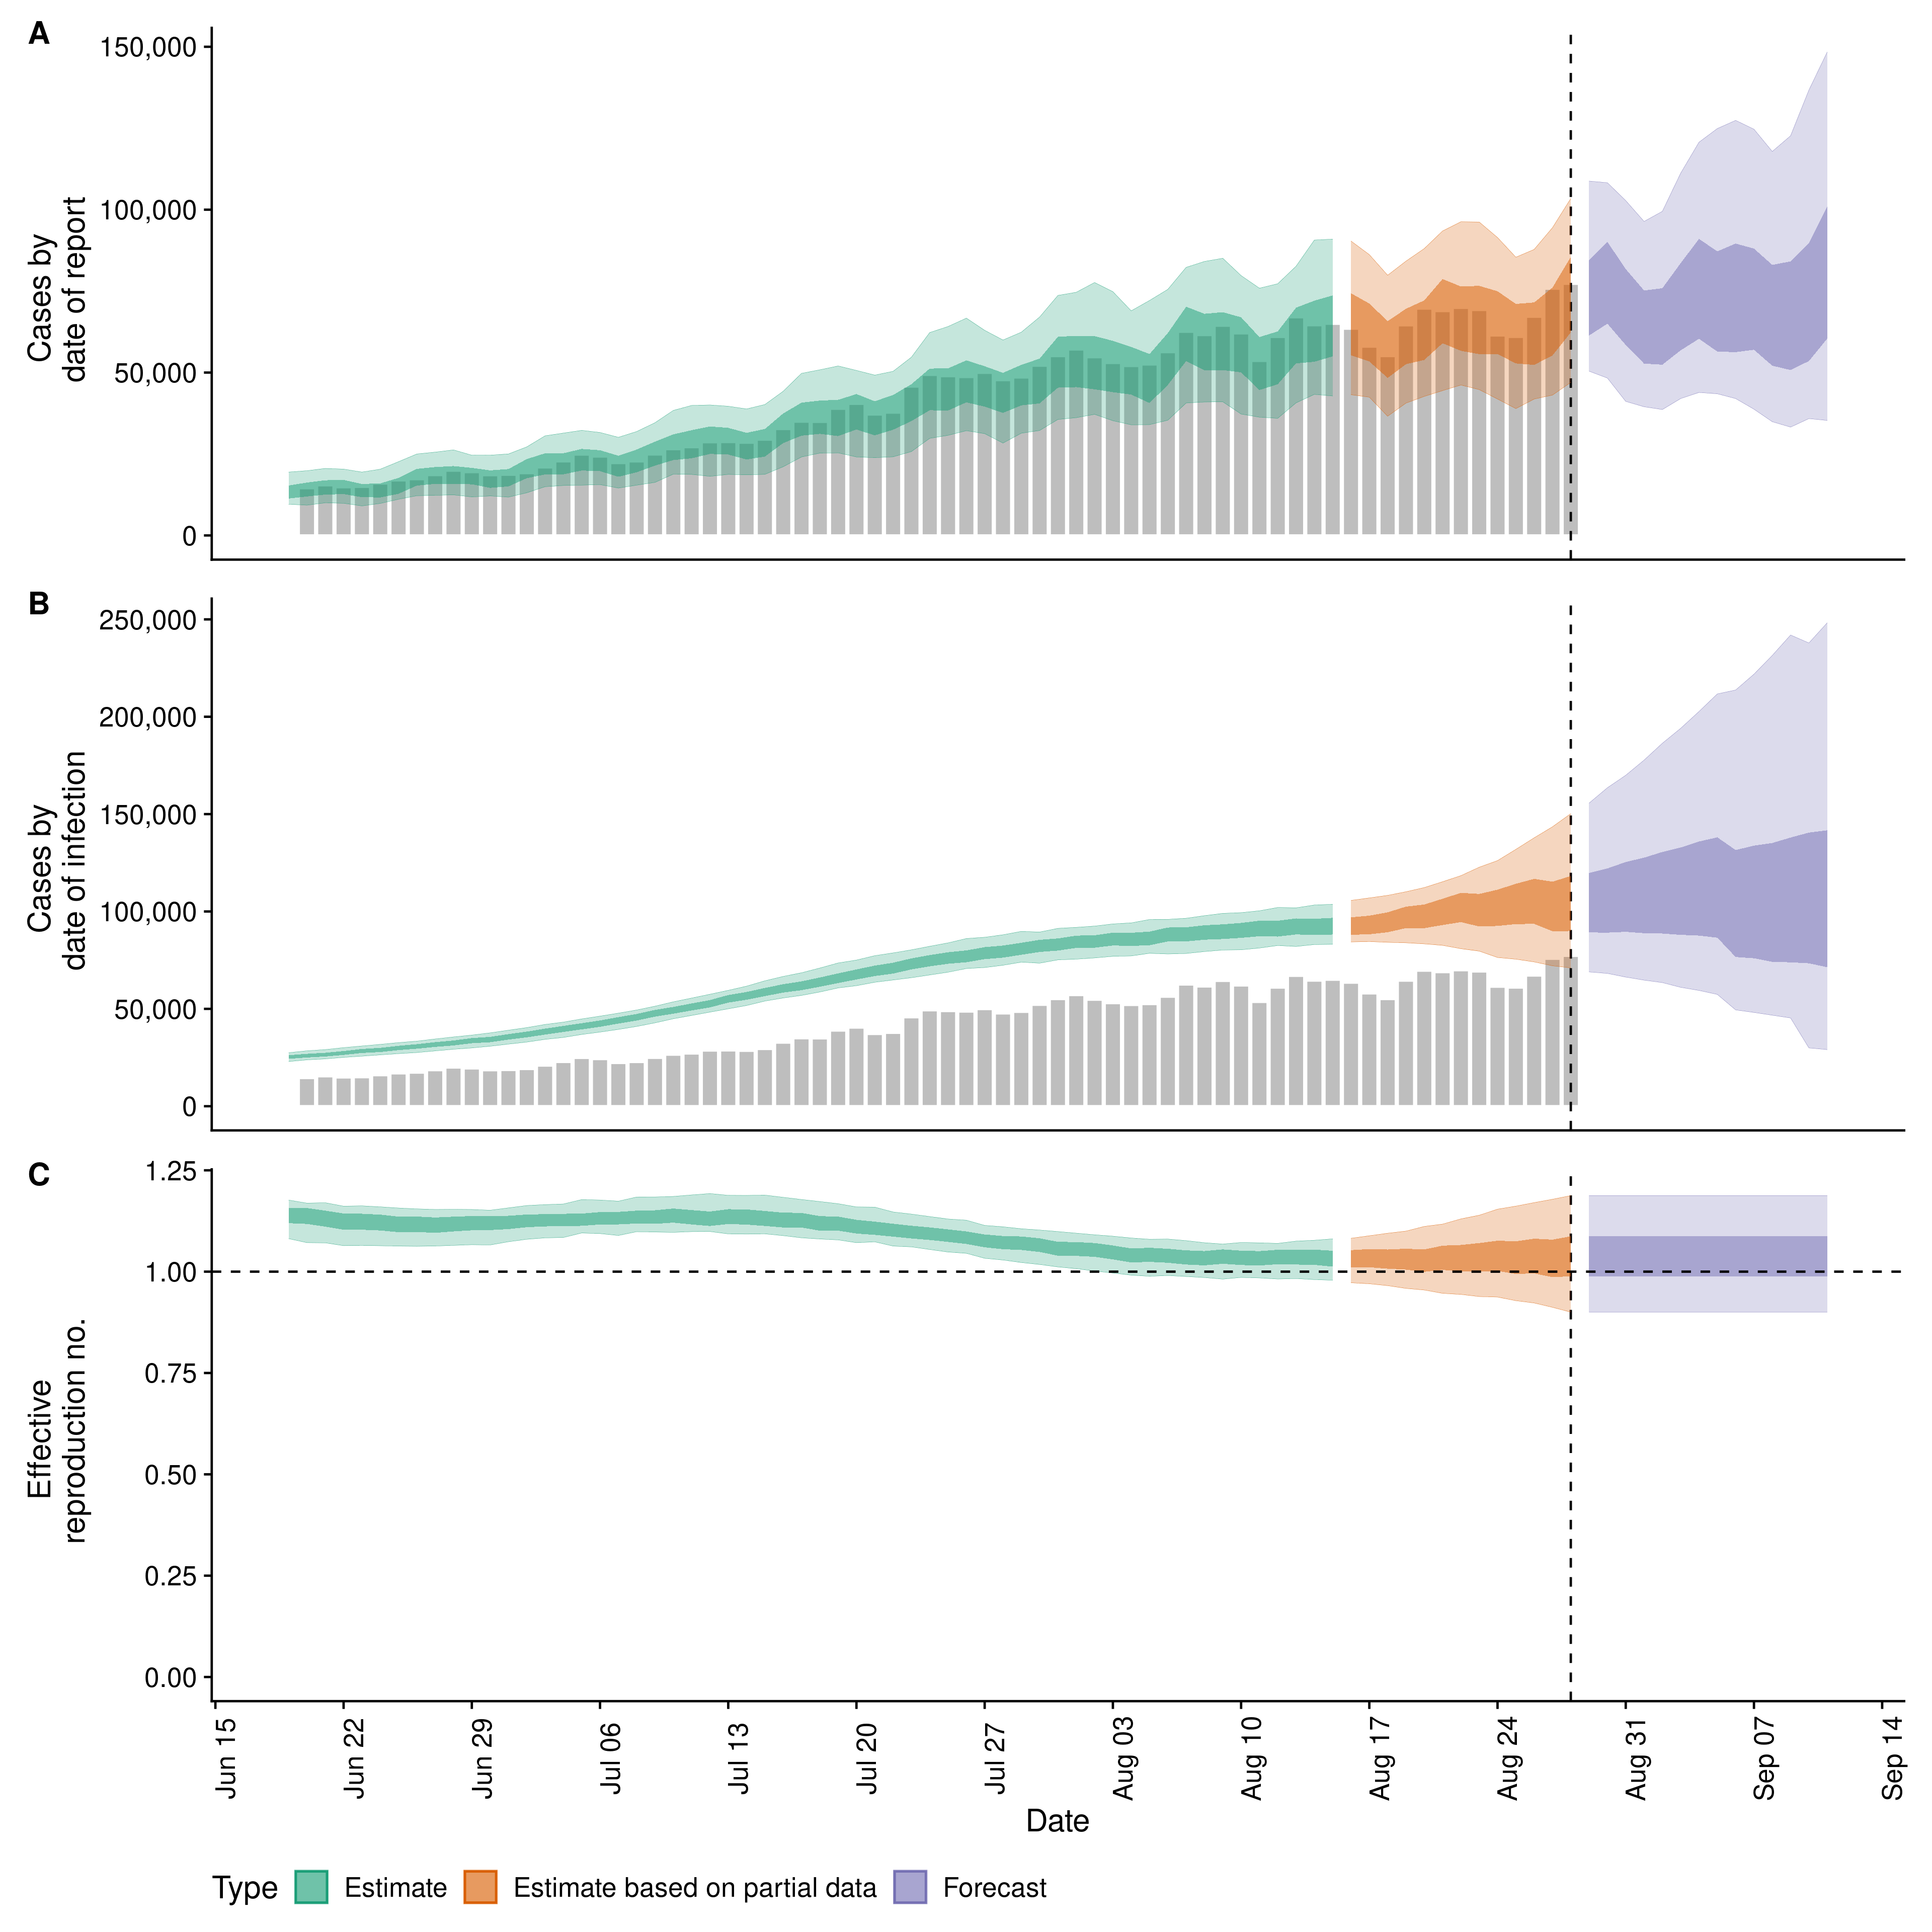 A
150,000
100,000
50,000
0
Cases by
date of report
B
250,000
200,000
150,000
100,000
50,000
0
Cases by
date of infection
C
1.25
1.00
0.75
0.50
0.25
0.00
Effective
reproduction no.
Jun 15
Jun 22
Jun 29
Jul 06
Jul 13
Jul 20
Jul 27
Aug 03
Aug 10
Aug 17
Aug 24
Aug 31
Sep 07
Sep 14
Date
Type Estimate Estimate based on partial data Forecast